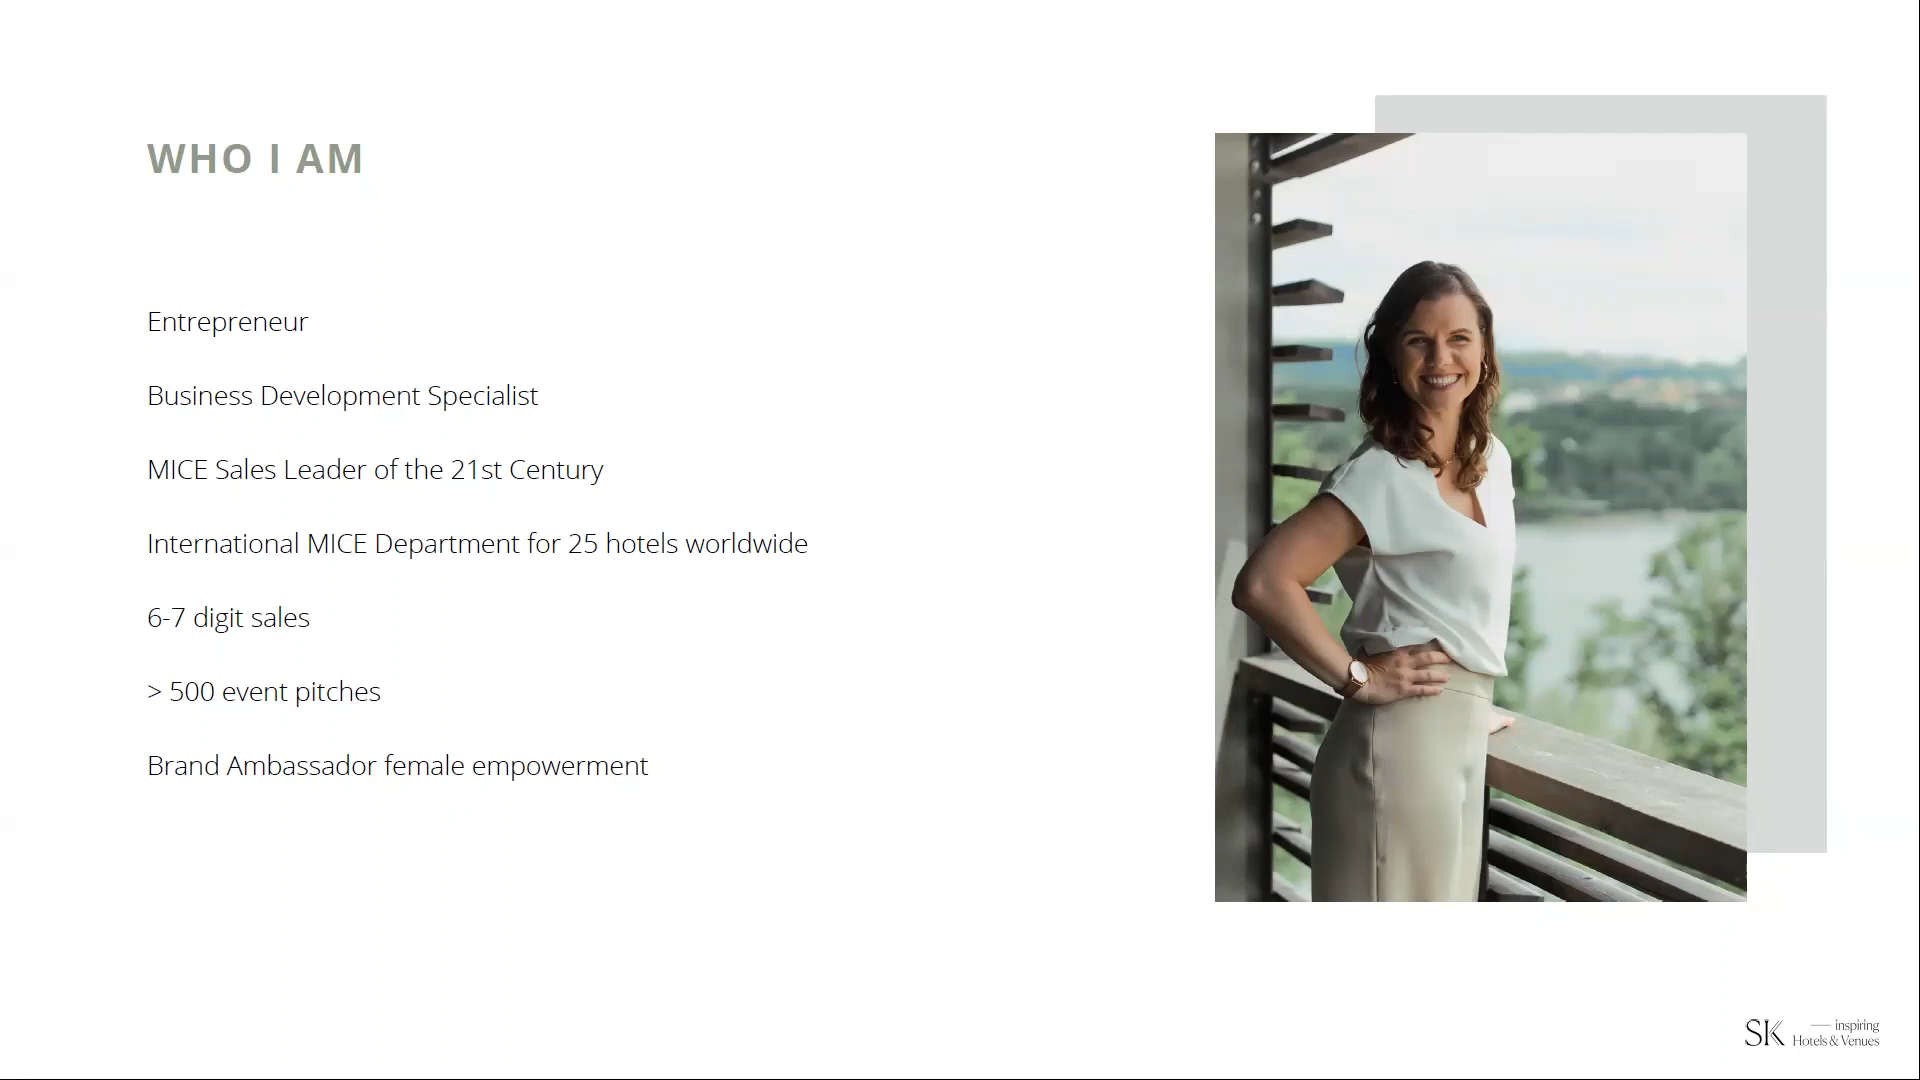 WHO I AM
Entrepreneur
Business Development Specialist
MICE Sales Leader of the 21st Century
International MICE Department for 25 hotels worldwide
6-7 digit sales
> 500 event pitches
Brand Ambassador female empowerment
SK — inspiring
Hotels & Venues